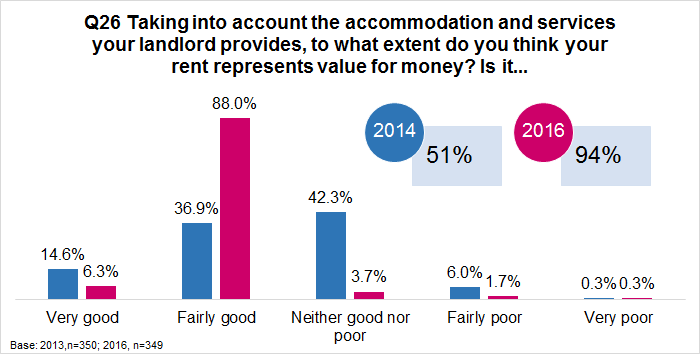 Q26 Taking into account the accommodation and services
your landlord provides, to what extent do you think your
rent represents value for money? Is it...
88.0%
2014
2016
51%
94%
42.3%
36.9%
14.6%
6.3%
3.7%
6.0%
1.7%
0.3% 0.3%
Very good
Fairly good
Neither good nor
poor
Fairly poor
Very poor
Base: 2013,n=350; 2016, n=349